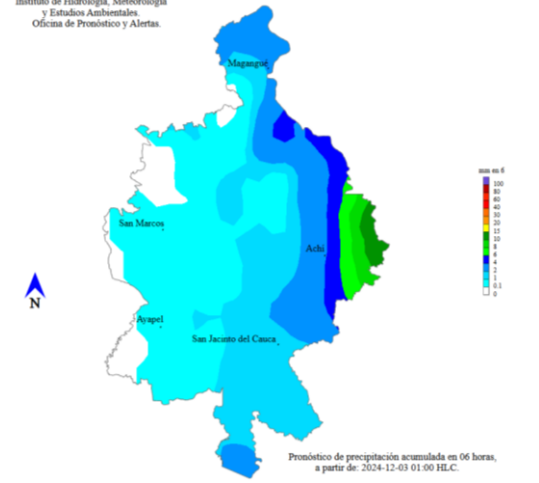 Instituto de Hidrología, Meteorología
y Estudios Ambientales.
Oficina de Pronóstico y Alertas.
Magangué
San Marcos
Achí
Ayapel
San Jacinto del Cauca
N
mm en 6
100
80
60
40
30
20
15
10
8
6
4
2
1
0.1
0
Pronóstico de precipitación acumulada en 06 horas,
a partir de: 2024-12-03 01:00 HLC.